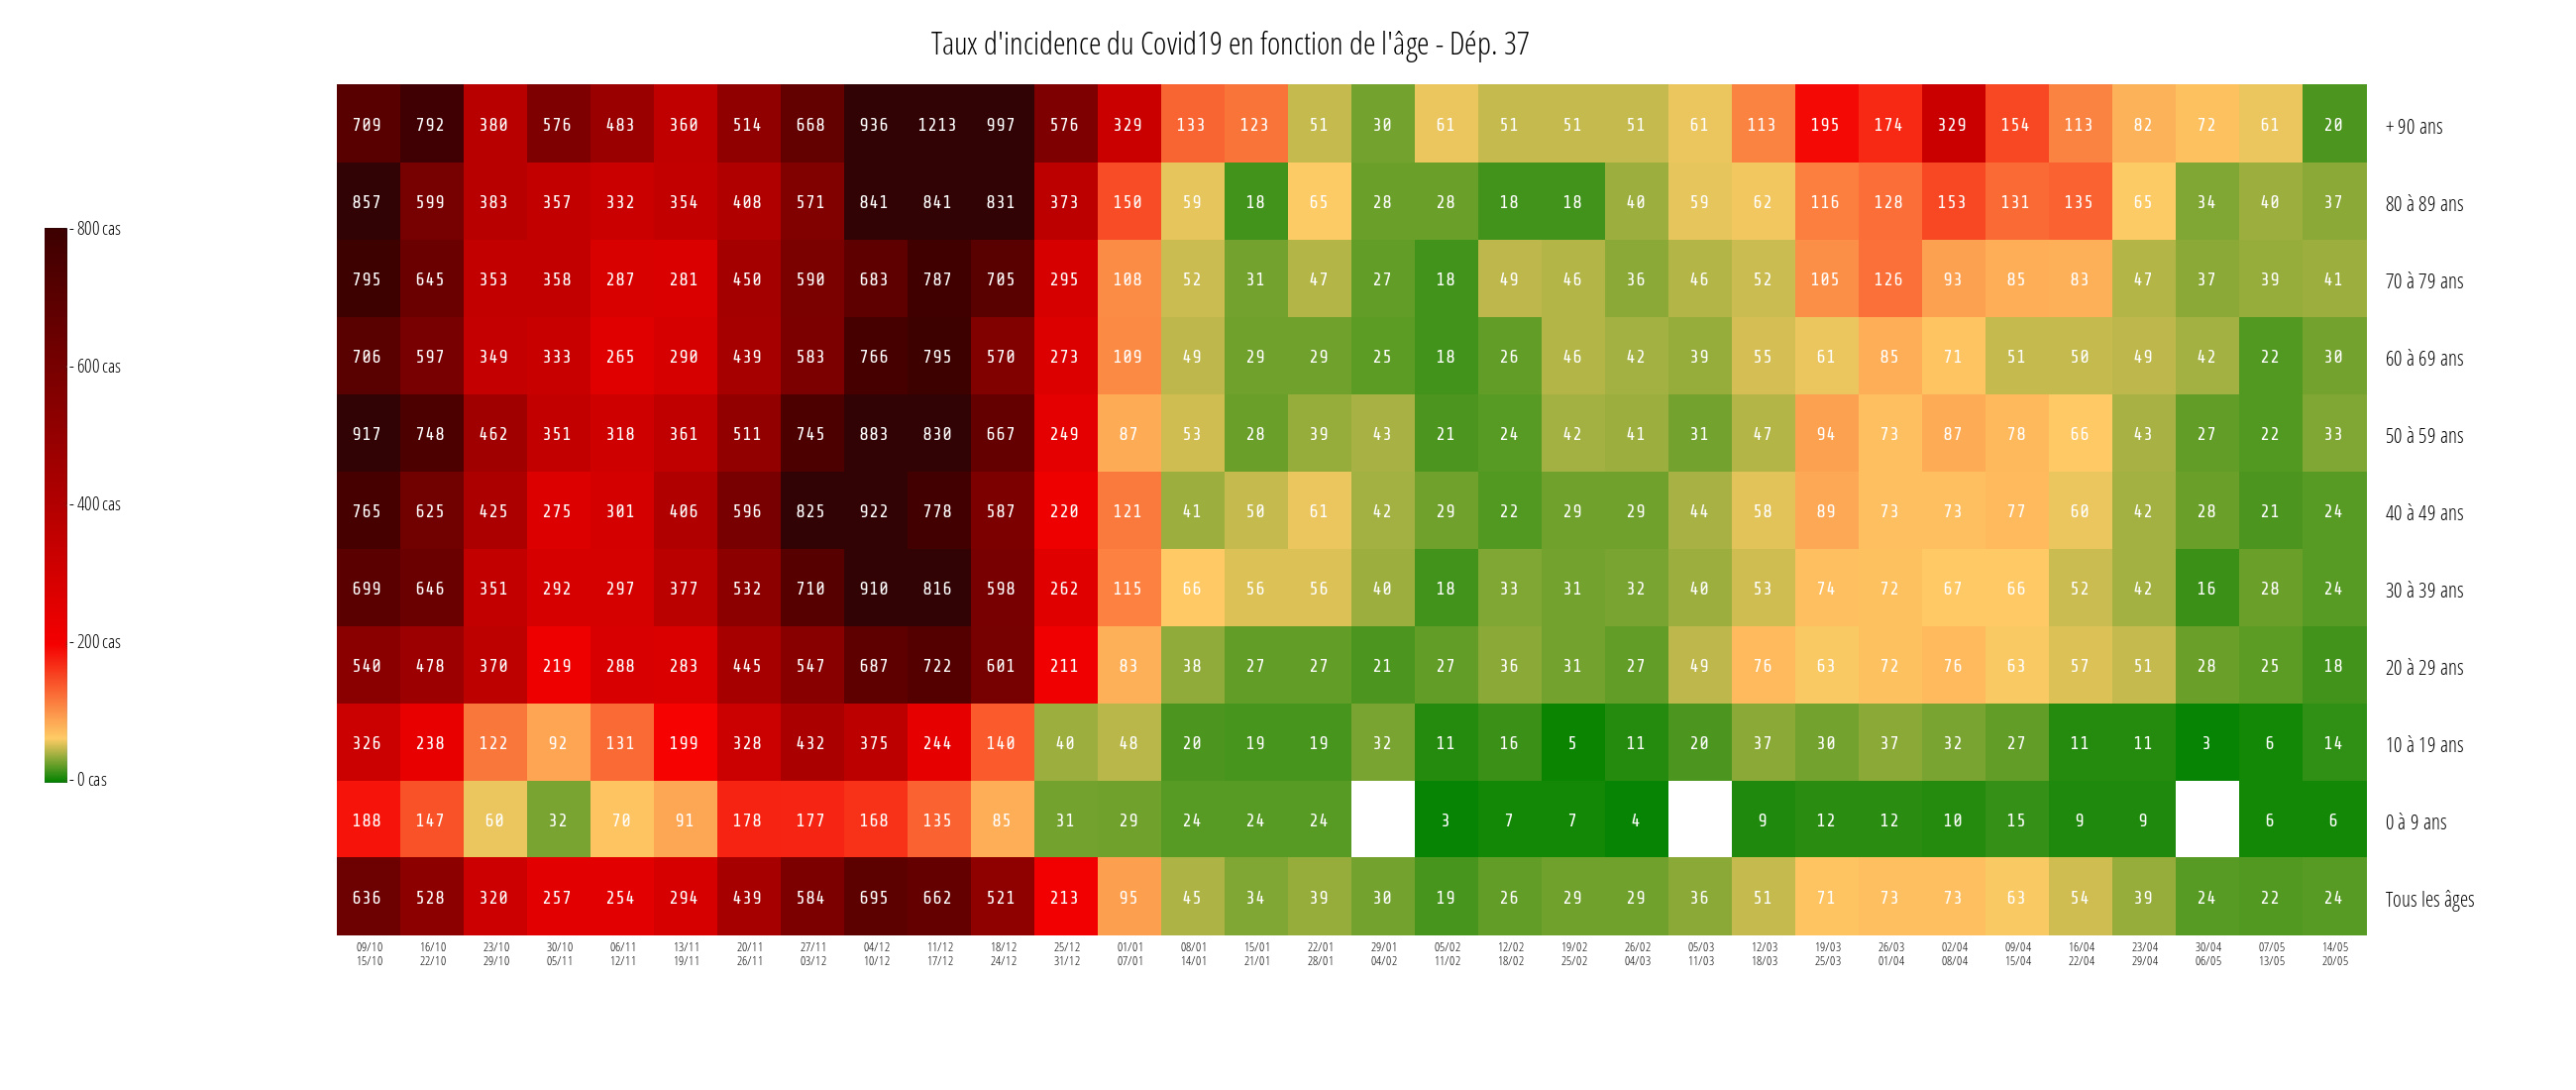 Taux d'incidence du Covid19 en fonction de l'âge - Dép. 37
- 800 cas
- 600 cas
- 400 cas
- 200 cas
- 0 cas
709 792 380 576 483 360 514 668 936 1213 997 576 329 133 123 51 30 61 51 51 51 61 113 195 174 329 154 113 82 72 61 20 + 90 ans
857 599 383 357 332 354 408 571 841 841 831 373 150 59 18 65 28 28 18 18 40 59 62 116 128 153 131 135 65 34 40 37 80 à 89 ans
795 645 353 358 287 281 450 590 683 787 705 295 108 52 31 47 27 18 49 46 36 46 52 105 126 93 85 83 47 37 39 41 70 à 79 ans
706 597 349 333 265 290 439 583 766 795 570 273 109 49 29 29 25 18 26 46 42 39 55 61 85 71 51 50 49 42 22 30 60 à 69 ans
917 748 462 351 318 361 511 745 883 830 667 249 87 53 28 39 43 21 24 42 41 31 47 94 73 87 78 66 43 27 22 33 50 à 59 ans
765 625 425 275 301 406 596 825 922 778 587 220 121 41 50 61 42 29 22 29 29 44 58 89 73 73 77 60 42 28 21 24 40 à 49 ans
699 646 351 292 297 377 532 710 910 816 598 262 115 66 56 56 40 18 33 31 32 40 53 74 72 67 66 52 42 16 28 24 30 à 39 ans
540 478 370 219 288 283 445 547 687 722 601 211 83 38 27 27 21 27 36 31 27 49 76 63 72 76 63 57 51 28 25 18 20 à 29 ans
326 238 122 92 131 199 328 432 375 244 140 40 48 20 19 19 32 11 16 5 11 20 37 30 37 32 27 11 11 3 6 14 10 à 19 ans
188 147 60 32 70 91 178 177 168 135 85 31 29 24 24 24 3 7 7 4 9 12 12 10 15 9 9 6 6 0 à 9 ans
636 528 320 257 254 294 439 584 695 662 521 213 95 45 34 39 30 19 26 29 29 36 51 71 73 73 63 54 39 24 22 24 Tous les âges
09/10 16/10 23/10 30/10 06/11 13/11 20/11 27/11 04/12 11/12 18/12 25/12 01/01 08/01 15/01 22/01 29/01 05/02 12/02 19/02 26/02 05/03 12/03 19/03 26/03 02/04 09/04 16/04 23/04 30/04 07/05 14/05
15/10 22/10 29/10 05/11 12/11 19/11 26/11 03/12 10/12 17/12 24/12 31/12 07/01 14/01 21/01 28/01 04/02 11/02 18/02 25/02 04/03 11/03 18/03 25/03 01/04 08/04 15/04 22/04 29/04 06/05 13/05 20/05